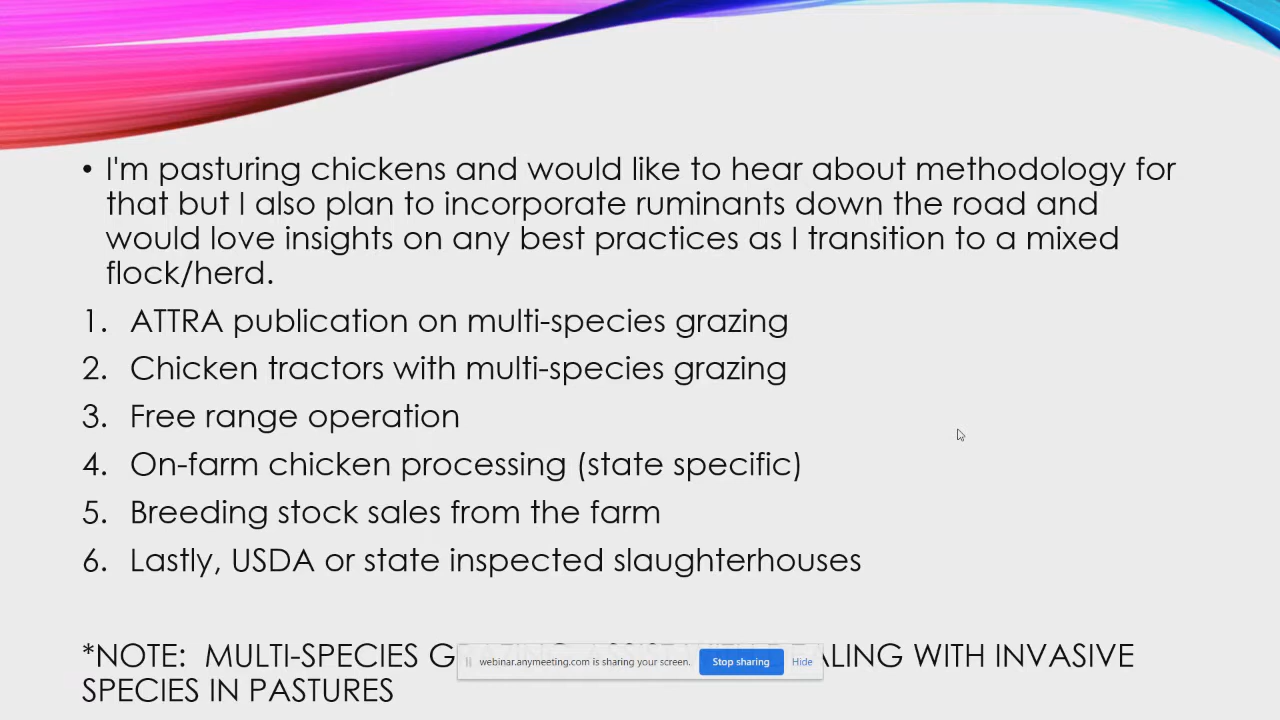 • I'm pasturing chickens and would like to hear about methodology for
that but I also plan to incorporate ruminants down the road and
would love insights on any best practices as I transition to a mixed
flock/herd.
1. ATTRA publication on multi-species grazing
2. Chicken tractors with multi-species grazing
3. Free range operation
4. On-farm chicken processing (state specific)
5. Breeding stock sales from the farm
6. Lastly, USDA or state inspected slaughterhouses
*NOTE: MULTI-SPECIES WITH INVASIVE
SPECIES IN PASTURES
webinar.anymeeting.com is sharing your screen. Stop sharing Hide